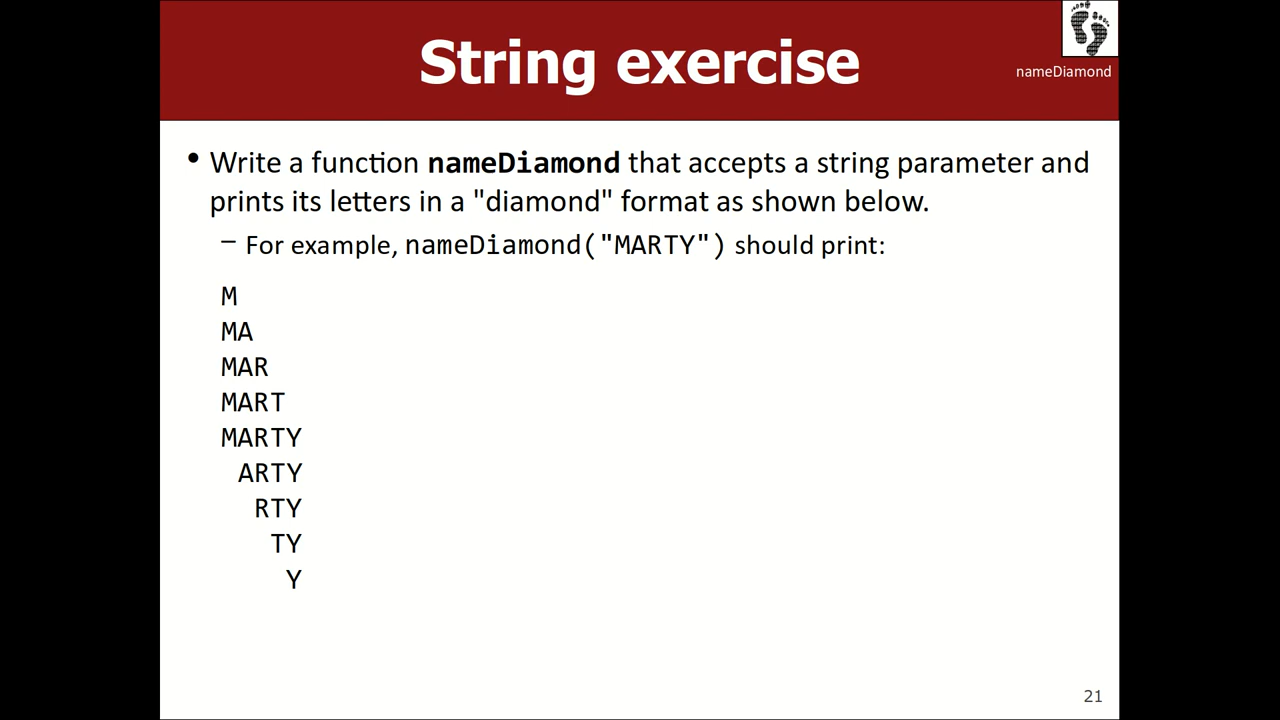 String exercise
nameDiamond
• Write a function nameDiamond that accepts a string parameter and
prints its letters in a "diamond" format as shown below.
– For example, nameDiamond("MARTY") should print:
M
MA
MAR
MART
MARTY
 ARTY
  RTY
   TY
    Y
21